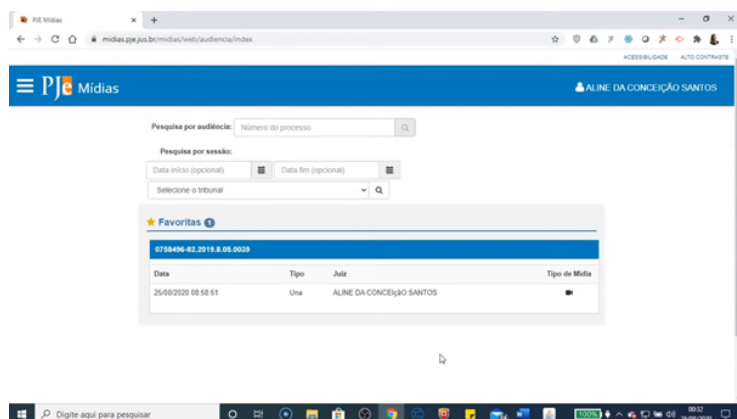 PJE Mídias
midias.pje.jus.br/midias/web/audiencia/index
ACESSIBILIDADE ALTO CONTRASTE
PJe Mídias
ALINE DA CONCEIÇÃO SANTOS
Pesquisa por audiência: Número do processo
Pesquisa por sessão:
Data início (opcional) Data fim (opcional)
Selecione o tribunal
Favoritas 1
0758496-82.2019.8.05.0039
Data Tipo Juiz Tipo de Mídia
25/08/2020 08:58:51 Una ALINE DA CONCEIçãO SANTOS
Digite aqui para pesquisar
100%
00:32